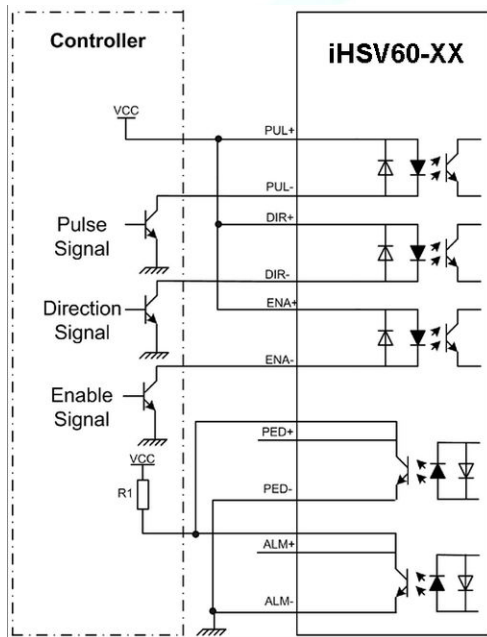 Controller
iHSV60-XX
VCC
PUL+
PUL-
Pulse
Signal
DIR+
DIR-
Direction
Signal
ENA+
ENA-
Enable
Signal
PED+
VCC
R1
PED-
ALM+
ALM-